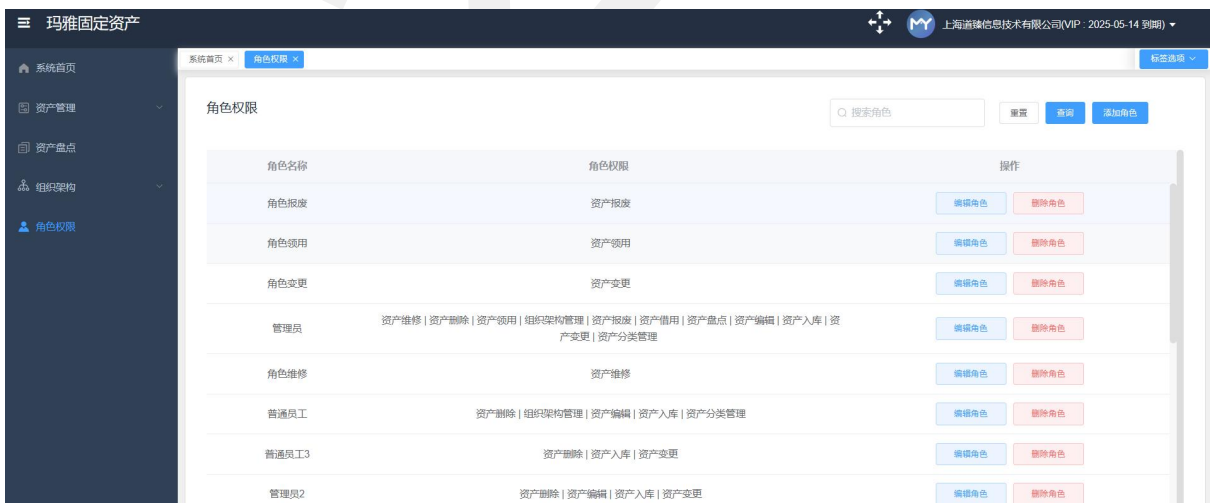 玛雅固定资产
MY 上海道臻信息技术有限公司(VIP : 2025-05-14 到期)
系统首页
资产管理
资产盘点
组织架构
角色权限
系统首页 × 角色权限 × 标签选项
角色权限 搜索角色 重置 查询 添加角色
角色名称 角色权限 操作
角色报废 资产报废 编辑角色 删除角色
角色领用 资产领用 编辑角色 删除角色
角色变更 资产变更 编辑角色 删除角色
管理员 资产维修 | 资产删除 | 资产领用 | 组织架构管理 | 资产报废 | 资产借用 | 资产盘点 | 资产编辑 | 资产入库 | 资
产变更 | 资产分类管理 编辑角色 删除角色
角色维修 资产维修 编辑角色 删除角色
普通员工 资产删除 | 组织架构管理 | 资产编辑 | 资产入库 | 资产分类管理 编辑角色 删除角色
普通员工3 资产删除 | 资产入库 | 资产变更 编辑角色 删除角色
管理员2 资产删除 | 资产编辑 | 资产入库 | 资产变更 编辑角色 删除角色